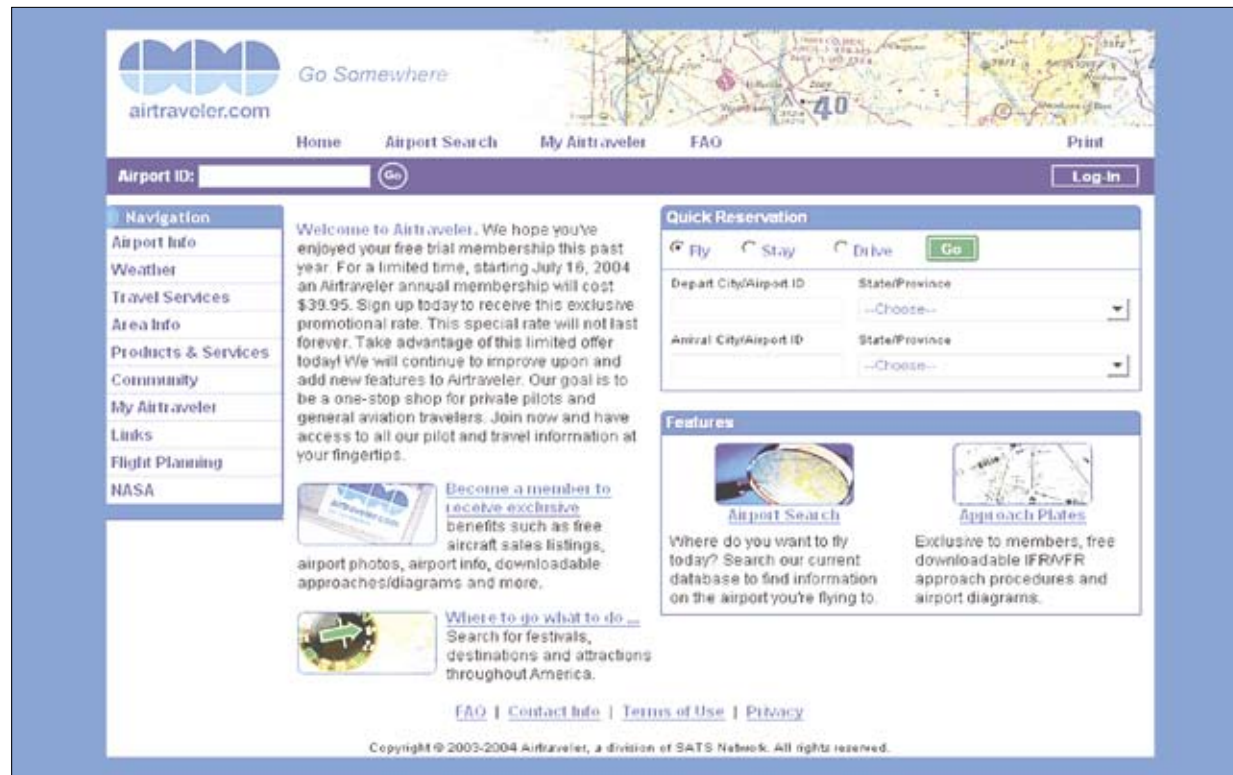 Go Somewhere
airtraveler.com
40
Home Airport Search My Airtraveler FAQ Print
Airport ID: Go Log-In
Navigation
Airport Info
Weather
Travel Services
Area Info
Products & Services
Community
My Airtraveler
Links
Flight Planning
NASA
Welcome to Airtraveler. We hope you've
enjoyed your free trial membership this past
year. For a limited time, starting July 16, 2004
an Airtraveler annual membership will cost
$39.95. Sign up today to receive this exclusive
promotional rate. This special rate will not last
forever. Take advantage of this limited offer
today! We will continue to improve upon and
add new features to Airtraveler. Our goal is to
be a one-stop shop for private pilots and
general aviation travelers. Join now and have
access to all our pilot and travel information at
your fingertips.
Become a member to
receive exclusive
benefits such as free
aircraft sales listings,
airport photos, airport info, downloadable
approaches/diagrams and more.
Where to go what to do ...
Search for festivals,
destinations and attractions
throughout America.
Quick Reservation
Fly Stay Drive Go
Depart City/Airport ID State/Province
--Choose--
Arrival City/Airport ID State/Province
--Choose--
Features
Airport Search
Where do you want to fly
today? Search our current
database to find information
on the airport you're flying to.
Approach Plates
Exclusive to members, free
downloadable IFR/VFR
approach procedures and
airport diagrams.
FAQ | Contact Info | Terms of Use | Privacy
Copyright © 2003-2004 Airtraveler, a division of SATS Network. All rights reserved.